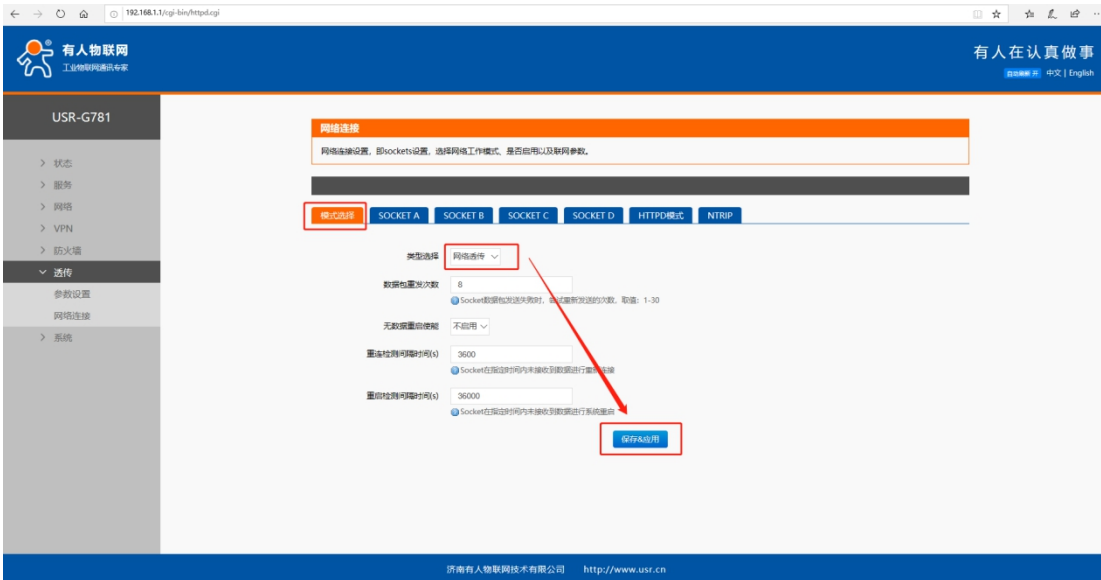 192.168.1.1/cgi-bin/httpd.cgi
有人物联网
工业物联网通讯专家
有人在认真做事
自动刷新 开 中文 | English
USR-G781
状态
服务
网络
VPN
防火墙
透传
参数设置
网络连接
系统
网络连接
网络连接设置，即sockets设置，选择网络工作模式、是否启用以及联网参数。
模式选择 SOCKET A SOCKET B SOCKET C SOCKET D HTTPD模式 NTRIP
类型选择 网络透传
数据包重发次数 8
Socket数据包发送失败时，尝试重新发送的次数，取值：1-30
无数据重启使能 不启用
重连检测间隔时间(s) 3600
Socket在指定时间内未接收到数据进行重新连接
重启检测间隔时间(s) 36000
Socket在指定时间内未接收到数据进行系统重启
保存&应用
济南有人物联网技术有限公司 http://www.usr.cn